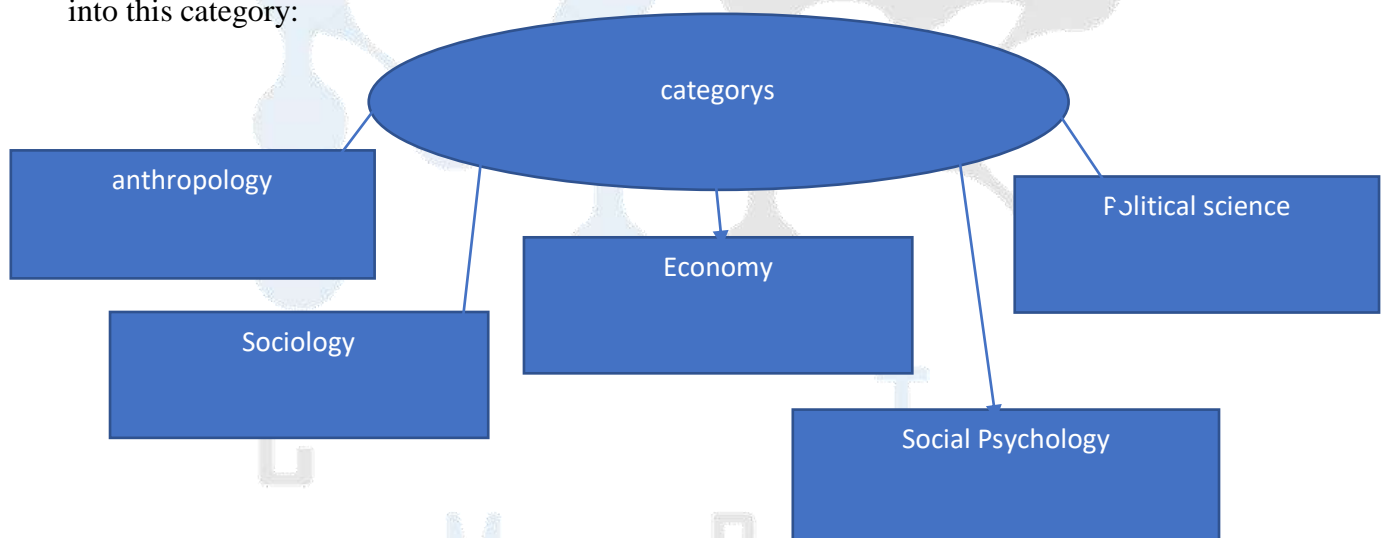 into this category:
categorys
anthropology
Political science
Economy
Sociology
Social Psychology